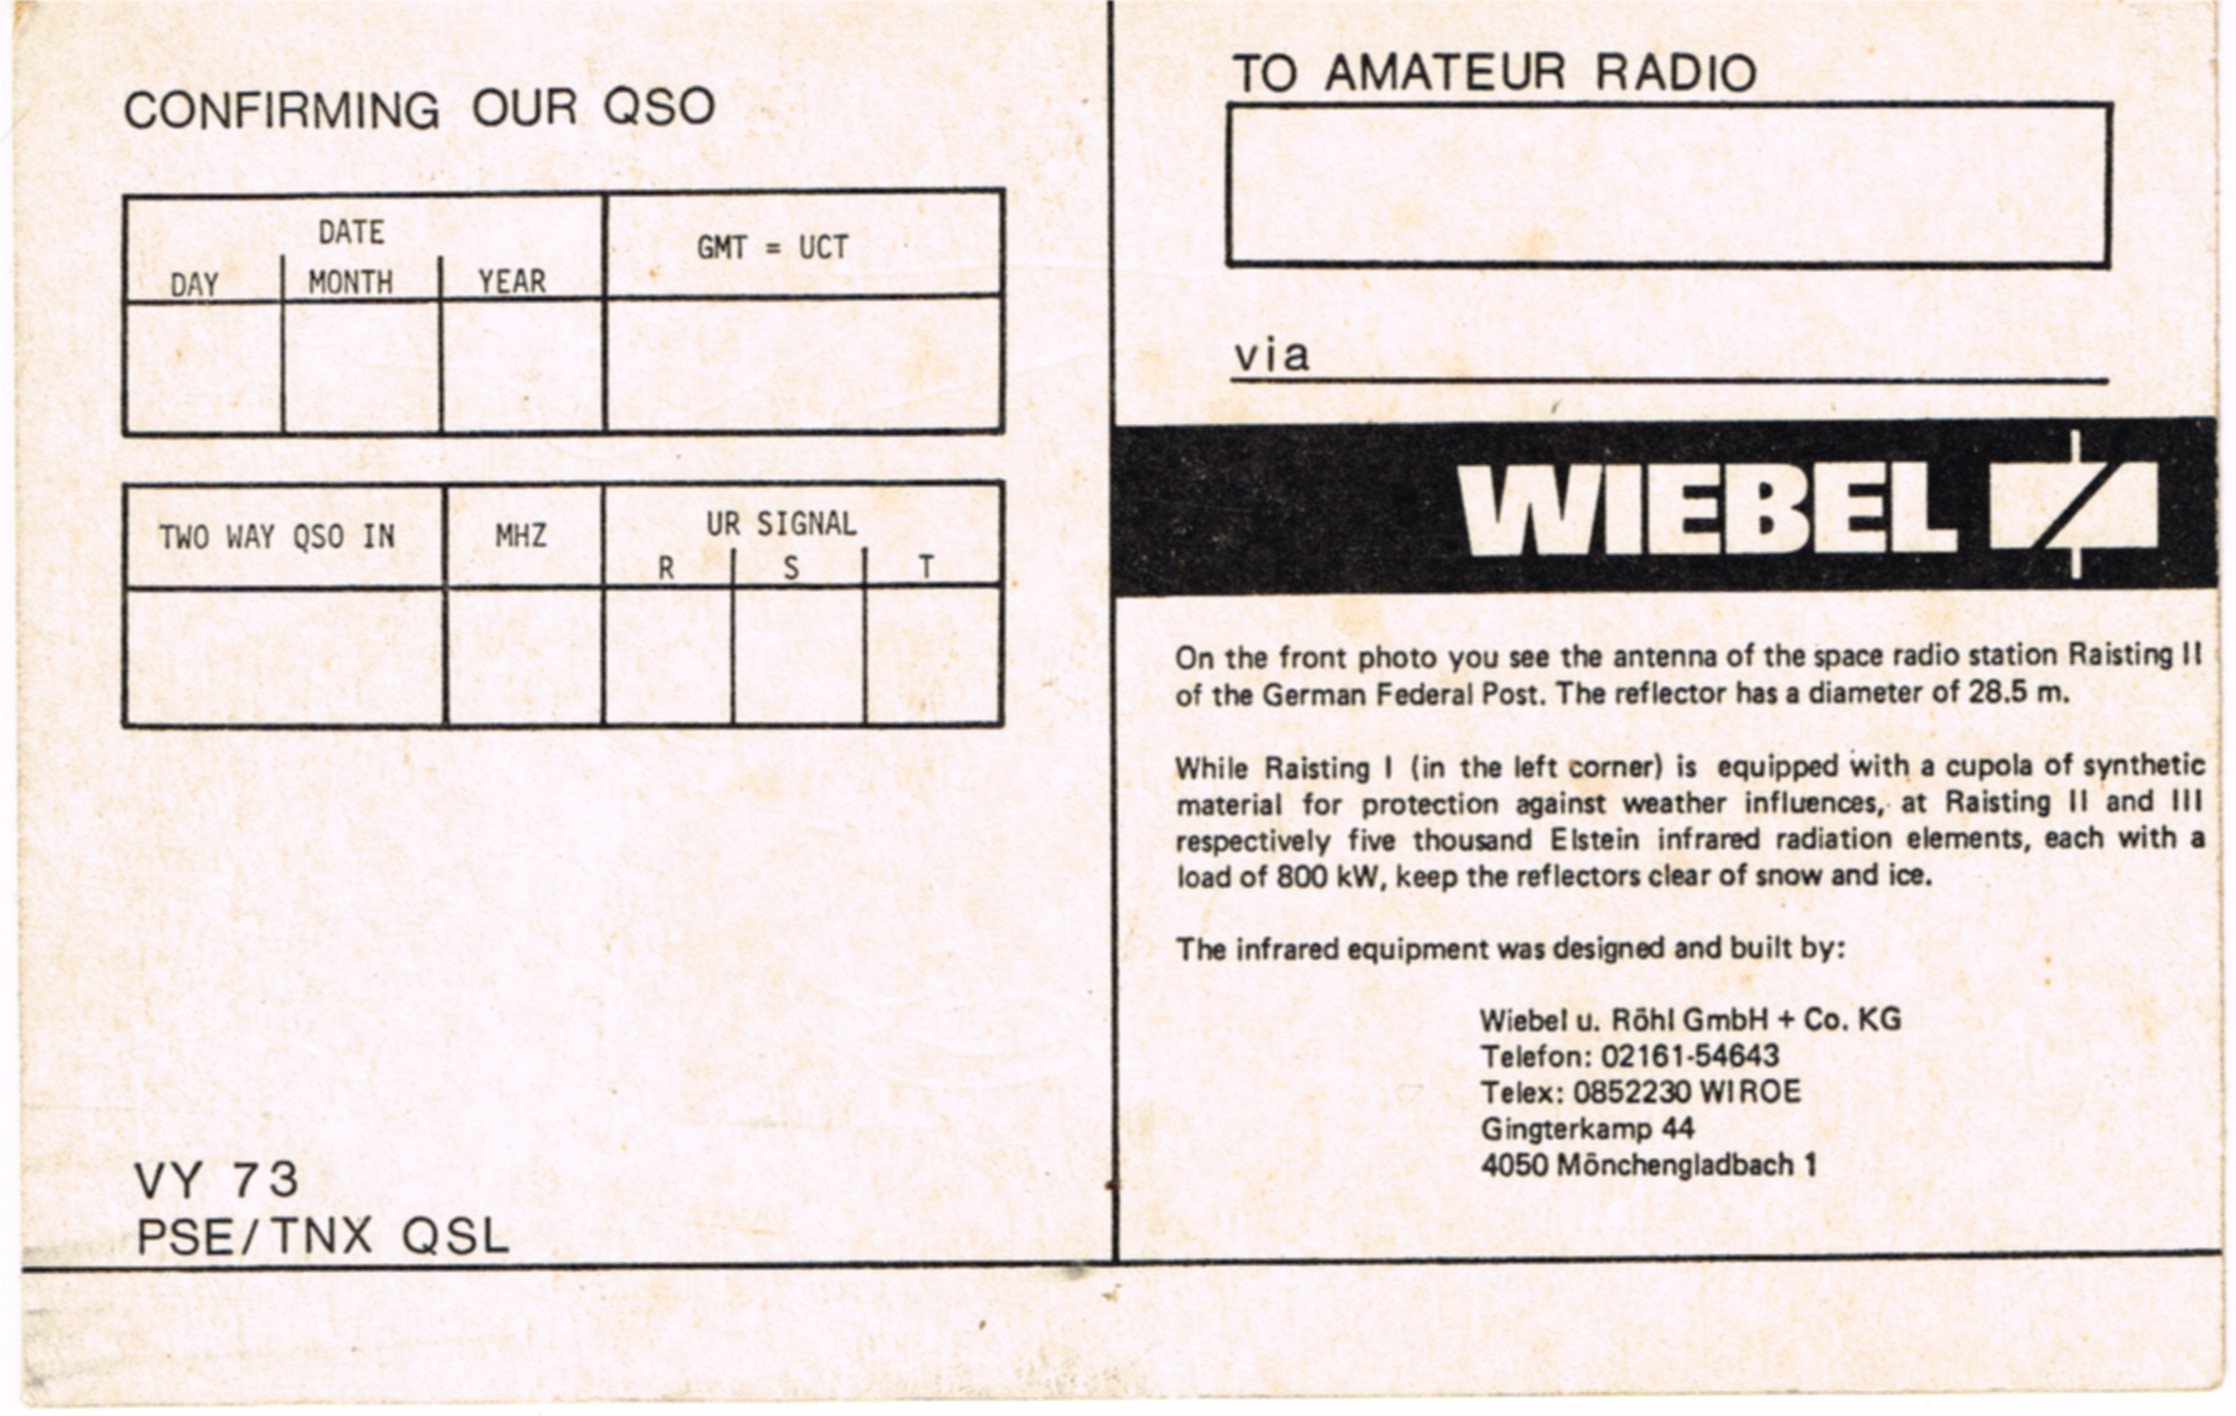 CONFIRMING OUR QSO
DATE
DAY MONTH YEAR
GMT = UCT
TWO WAY QSO IN
MHZ
UR SIGNAL
R S T
VY 73
PSE/TNX QSL
TO AMATEUR RADIO
via
WIEBEL
On the front photo you see the antenna of the space radio station Raisting II
of the German Federal Post. The reflector has a diameter of 28.5 m.
While Raisting I (in the left corner) is equipped with a cupola of synthetic
material for protection against weather influences, at Raisting II and III
respectively five thousand Elstein infrared radiation elements, each with a
load of 800 kW, keep the reflectors clear of snow and ice.
The infrared equipment was designed and built by:
Wiebel u. Röhl GmbH + Co. KG
Telefon: 02161-54643
Telex: 0852230 WIROE
Gingterkamp 44
4050 Mönchengladbach 1